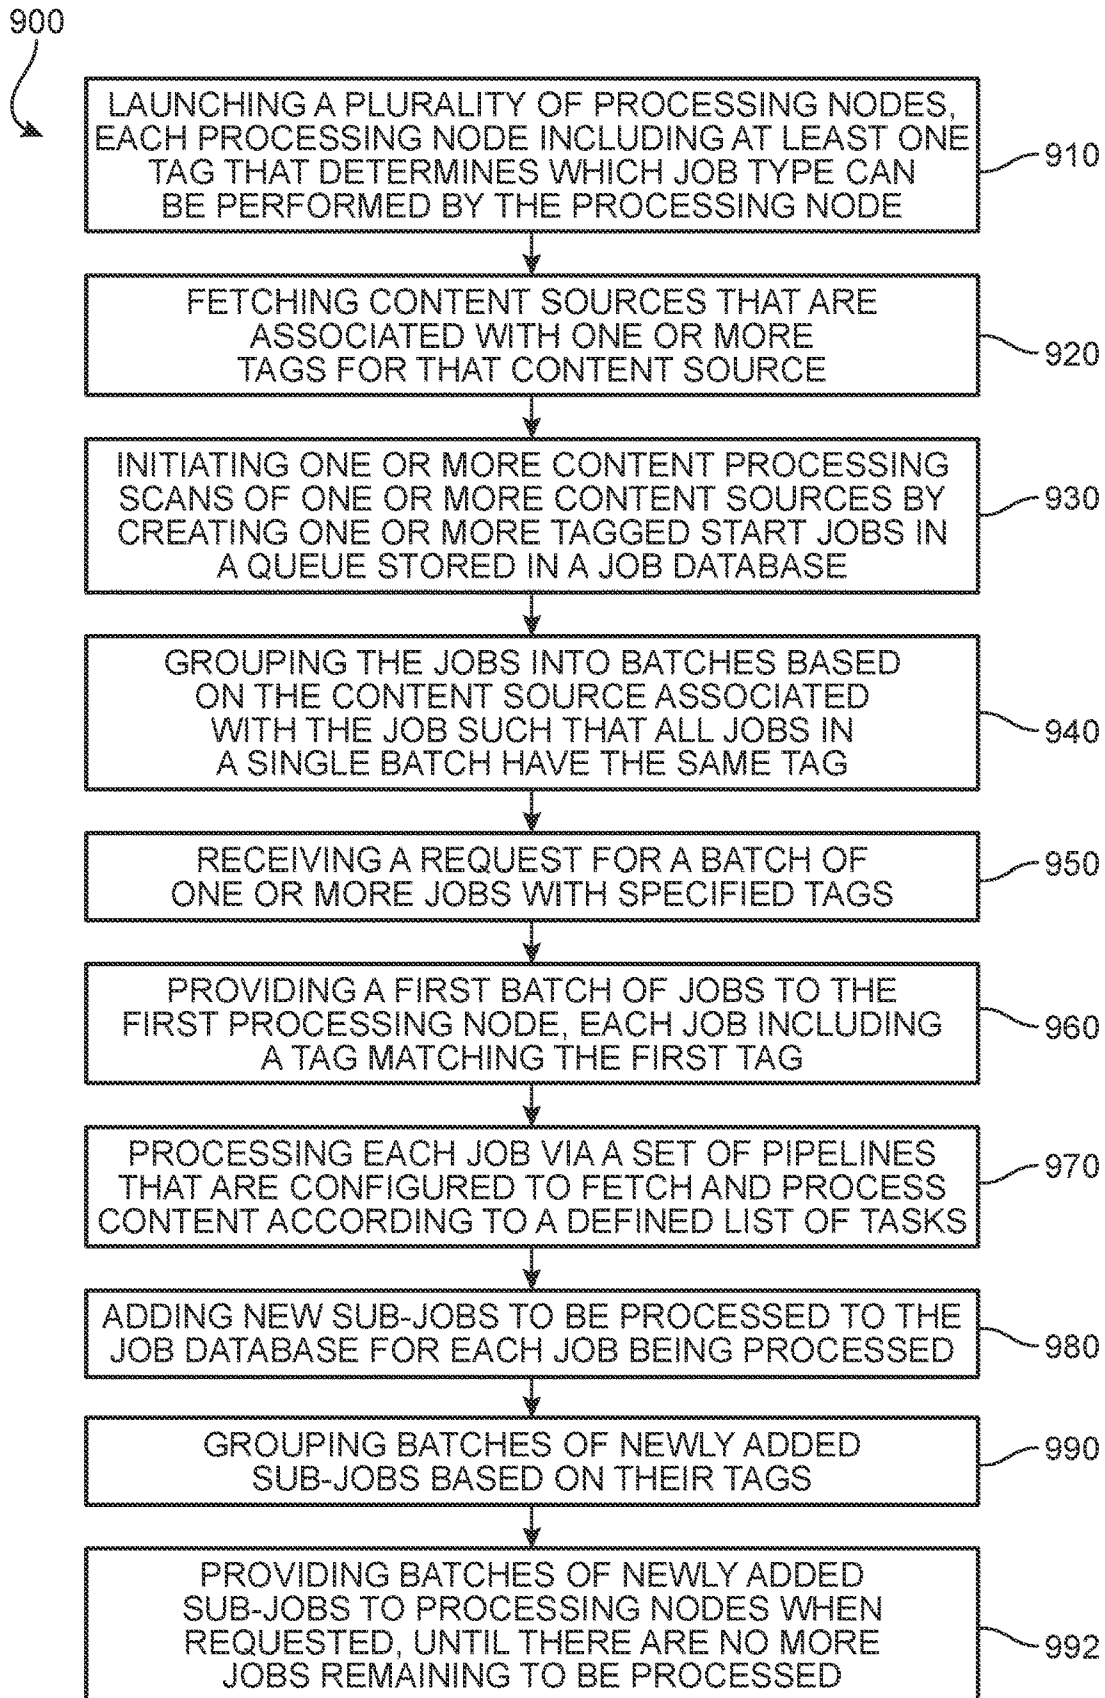 900
LAUNCHING A PLURALITY OF PROCESSING NODES,
EACH PROCESSING NODE INCLUDING AT LEAST ONE
TAG THAT DETERMINES WHICH JOB TYPE CAN
BE PERFORMED BY THE PROCESSING NODE
910
FETCHING CONTENT SOURCES THAT ARE
ASSOCIATED WITH ONE OR MORE
TAGS FOR THAT CONTENT SOURCE
920
INITIATING ONE OR MORE CONTENT PROCESSING
SCANS OF ONE OR MORE CONTENT SOURCES BY
CREATING ONE OR MORE TAGGED START JOBS IN
A QUEUE STORED IN A JOB DATABASE
930
GROUPING THE JOBS INTO BATCHES BASED
ON THE CONTENT SOURCE ASSOCIATED
WITH THE JOB SUCH THAT ALL JOBS IN
A SINGLE BATCH HAVE THE SAME TAG
940
RECEIVING A REQUEST FOR A BATCH OF
ONE OR MORE JOBS WITH SPECIFIED TAGS
950
PROVIDING A FIRST BATCH OF JOBS TO THE
FIRST PROCESSING NODE, EACH JOB INCLUDING
A TAG MATCHING THE FIRST TAG
960
PROCESSING EACH JOB VIA A SET OF PIPELINES
THAT ARE CONFIGURED TO FETCH AND PROCESS
CONTENT ACCORDING TO A DEFINED LIST OF TASKS
970
ADDING NEW SUB-JOBS TO BE PROCESSED TO THE
JOB DATABASE FOR EACH JOB BEING PROCESSED
980
GROUPING BATCHES OF NEWLY ADDED
SUB-JOBS BASED ON THEIR TAGS
990
PROVIDING BATCHES OF NEWLY ADDED
SUB-JOBS TO PROCESSING NODES WHEN
REQUESTED, UNTIL THERE ARE NO MORE
JOBS REMAINING TO BE PROCESSED
992